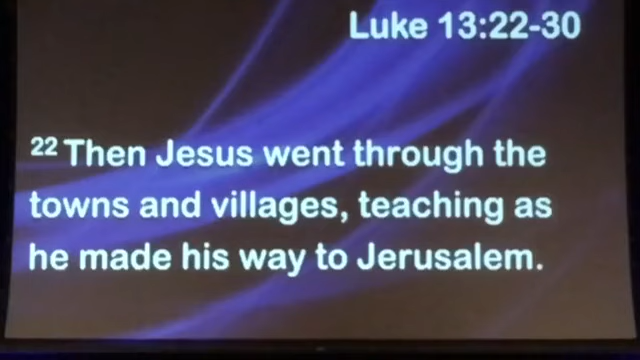 Luke 13:22-30
22 Then Jesus went through the
towns and villages, teaching as
he made his way to Jerusalem.